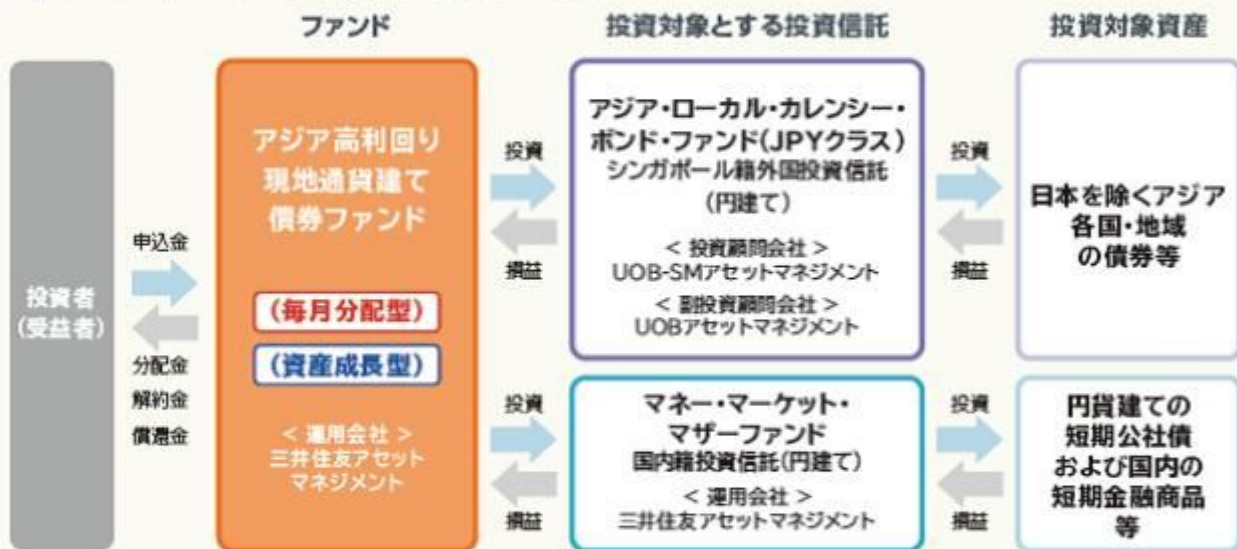 ファンド
投資対象とする投資信託
投資対象資産
投資者
(受益者)
申込金
分配金
解約金
償還金
アジア高利回り
現地通貨建て
債券ファンド
(毎月分配型)
(資産成長型)
< 運用会社 >
三井住友アセット
マネジメント
投資
損益
アジア・ローカル・カレンシー・
ボンド・ファンド(JPYクラス)
シンガポール籍外国投資信託
(円建て)
< 投資顧問会社 >
UOB-SMアセットマネジメント
< 副投資顧問会社 >
UOBアセットマネジメント
投資
損益
日本を除くアジア
各国・地域
の債券等
投資
損益
マネー・マーケット・
マザーファンド
国内籍投資信託(円建て)
< 運用会社 >
三井住友アセットマネジメント
投資
損益
円貨建ての
短期公社債
および国内の
短期金融商品
等